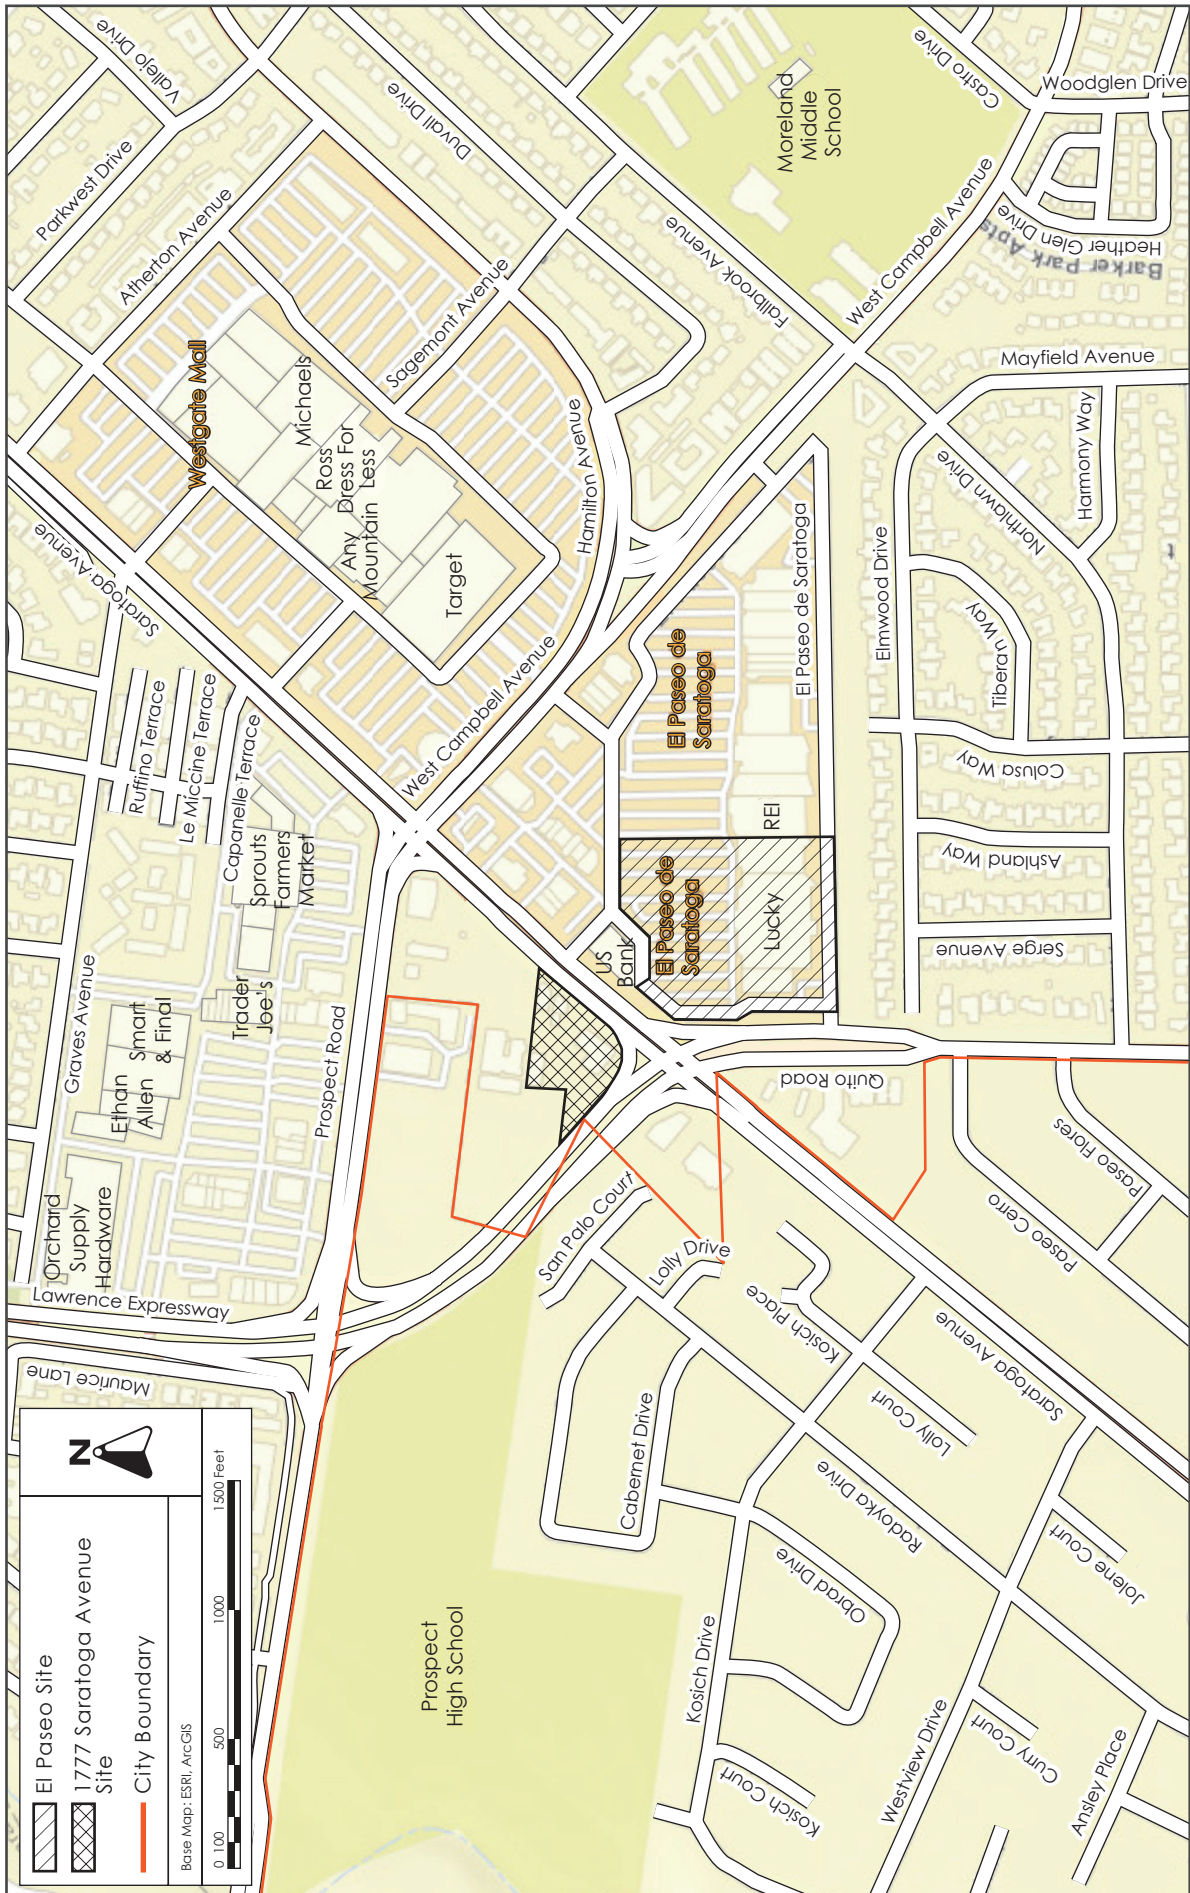 El Paseo Site
1777 Saratoga Avenue
Site
City Boundary
N
Base Map: ESRI, ArcGIS
0 100
500
1000
1500 Feet
Maurice Lane
Lawrence Expressway
Orchard
Supply
Hardware
Graves Avenue
Ethan
Allen
Smart
& Final
Trader
Joe's
Sprouts
Farmers
Market
Ruffino Terrace
Le Miccine Terrace
Capanelle Terrace
Prospect Road
Saratoga Avenue
Westgate Mall
Michaels
Ross
Dress For
Less
Any
Mountain
Target
Vallejo Drive
Parkwest Drive
Atherton Avenue
Duvall Drive
Sagemont Avenue
Hamilton Avenue
West Campbell Avenue
Fallbrook Avenue
Moreland
Middle
School
Castro Drive
Woodglen Drive
West Campbell Avenue
Heather Glen Drive
Barker Park Apts
Mayfield Avenue
Harmony Way
Northlawn Drive
Elmwood Drive
Tiberan Way
Colusa Way
Ashland Way
Serge Avenue
El Paseo de Saratoga
El Paseo de
Saratoga
El Paseo de
Saratoga
REI
Lucky
US
Bank
Quito Road
Paseo Flores
Paseo Cerro
Saratoga Avenue
San Palo Court
Lolly Drive
Kosich Place
Lolly Court
Cabernet Drive
Radoyka Drive
Obrad Drive
Kosich Drive
Kosich Court
Westview Drive
Curry Court
Jolene Court
Ansley Place
Prospect
High School